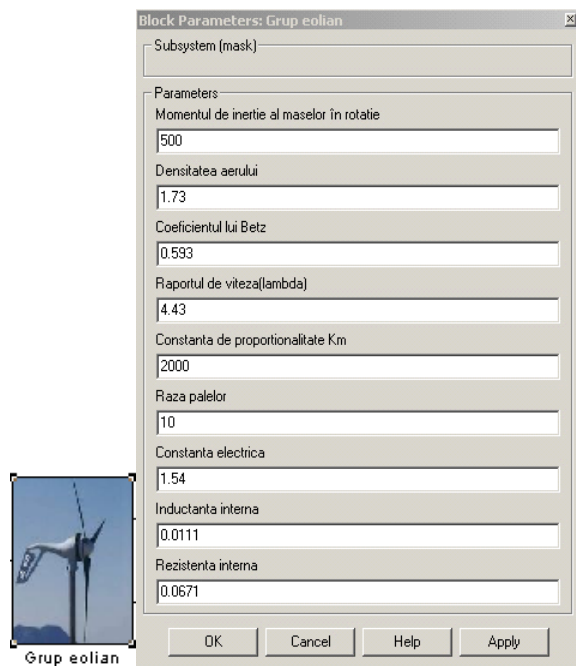 Block Parameters: Grup eolian
Subsystem (mask)
Parameters
Momentul de inertie al maselor în rotatie
500
Densitatea aerului
1.73
Coeficientul lui Betz
0.593
Raportul de viteza(lambda)
4.43
Constanta de proportionalitate Km
2000
Raza palelor
10
Constanta electrica
1.54
Inductanta interna
0.0111
Rezistenta interna
0.0671
OK Cancel Help Apply
Grup eolian